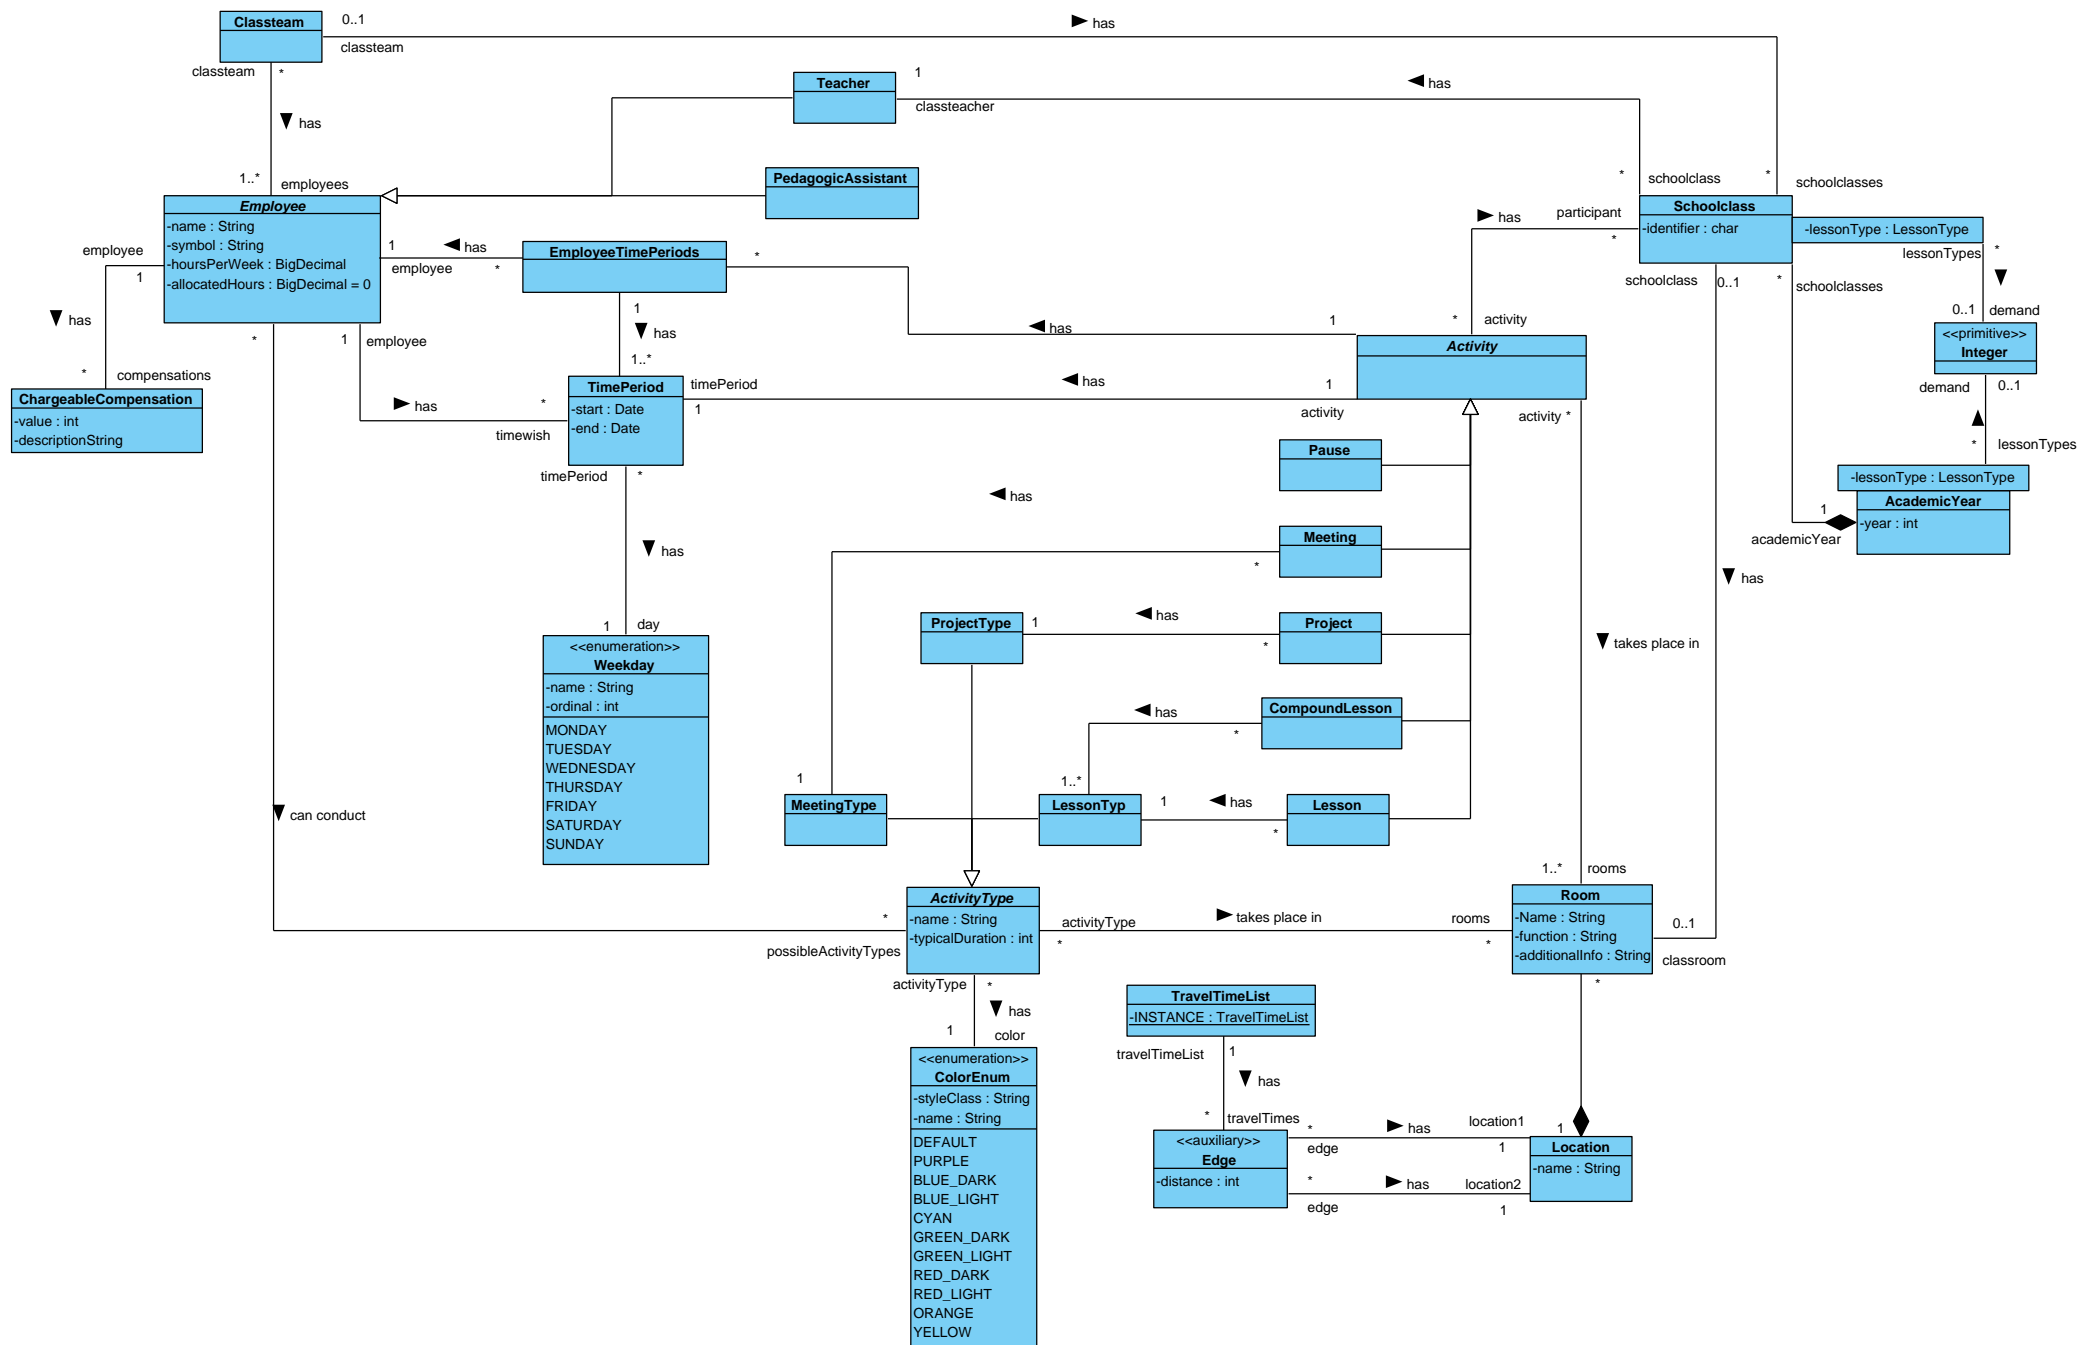 Classteam
0..1
has
classteam
classteam
*
has
1..*
employees
Teacher
1
has
classteacher
PedagogicAssistant
Employee
-name : String
-symbol : String
-hoursPerWeek : BigDecimal
-allocatedHours : BigDecimal = 0
employee
1
has
*
compensations
ChargeableCompensation
-value : int
-descriptionString
1
has
employee
*
EmployeeTimePeriods
*
1
has
1..*
*
1
employee
has
*
timewish
TimePeriod
-start : Date
-end : Date
timePeriod
1
has
1
activity
1
has
*
activity
Activity
has
participant
*
*
schoolclass
*
schoolclasses
Schoolclass
-identifier : char
-lessonType : LessonType
lessonTypes
*
0..1
demand
<<primitive>>
Integer
demand
0..1
*
lessonTypes
-lessonType : LessonType
AcademicYear
-year : int
1
academicYear
*
schoolclasses
schoolclass
0..1
has
activity *
takes place in
1..*
rooms
timePeriod
*
has
1
day
<<enumeration>>
Weekday
-name : String
-ordinal : int
MONDAY
TUESDAY
WEDNESDAY
THURSDAY
FRIDAY
SATURDAY
SUNDAY
Pause
has
Meeting
*
ProjectType
1
has
Project
*
has
CompoundLesson
*
1
1..*
MeetingType
LessonTyp
1
has
Lesson
*
can conduct
*
possibleActivityTypes
ActivityType
-name : String
-typicalDuration : int
activityType
*
takes place in
rooms
*
Room
-Name : String
-function : String
-additionalInfo : String
0..1
classroom
activityType
*
has
1
color
<<enumeration>>
ColorEnum
-styleClass : String
-name : String
DEFAULT
PURPLE
BLUE_DARK
BLUE_LIGHT
CYAN
GREEN_DARK
GREEN_LIGHT
RED_DARK
RED_LIGHT
ORANGE
YELLOW
TravelTimeList
-INSTANCE : TravelTimeList
travelTimeList
1
has
*
travelTimes
<<auxiliary>>
Edge
-distance : int
*
edge
has
location1
1
*
edge
has
location2
1
*
1
Location
-name : String